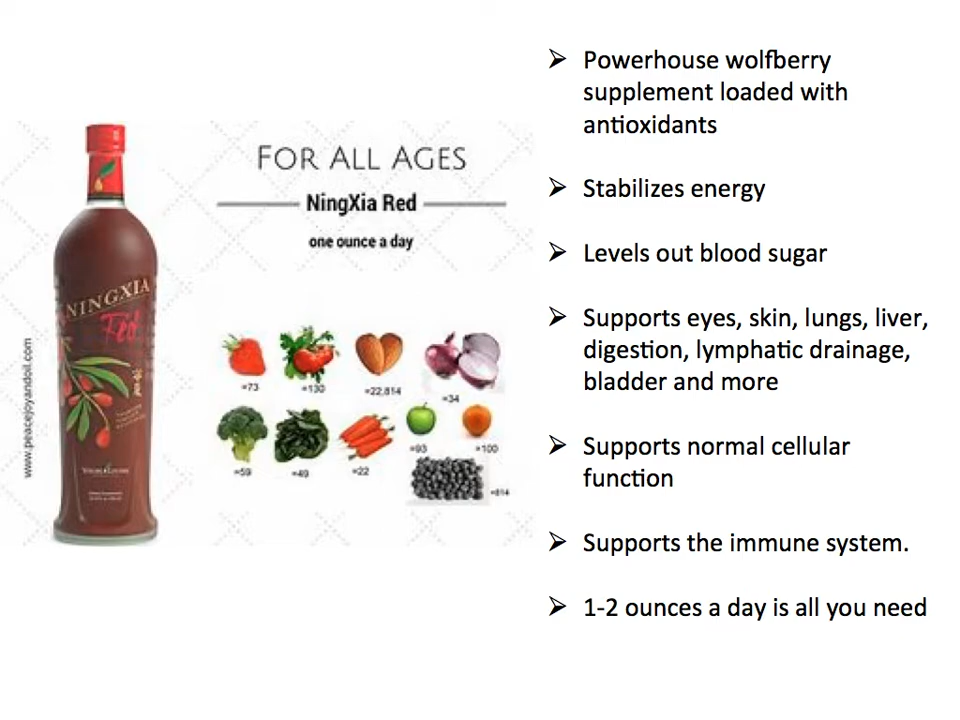 FOR ALL AGES
NingXia Red
one ounce a day
NINGXIA
Red
YOUNG LIVING
www.peacejoyandoil.com
=73
=130
=22,814
=34
=59
=49
=22
=93
=100
=814
➢ Powerhouse wolfberry
supplement loaded with
antioxidants
➢ Stabilizes energy
➢ Levels out blood sugar
➢ Supports eyes, skin, lungs, liver,
digestion, lymphatic drainage,
bladder and more
➢ Supports normal cellular
function
➢ Supports the immune system.
➢ 1-2 ounces a day is all you need